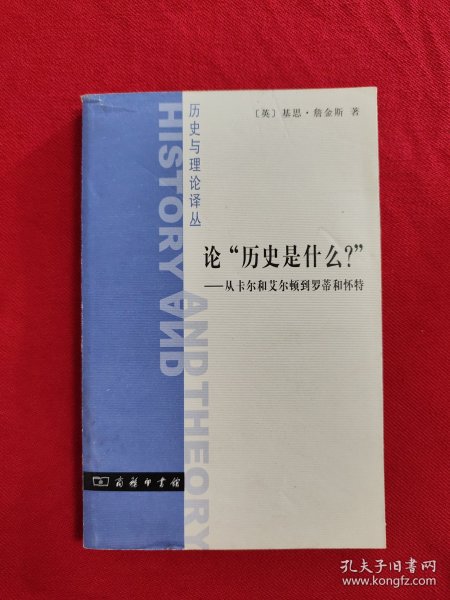 ［英］基思·詹金斯 著
历史与理论译丛
HISTORY AND THEORY
AND
论“历史是什么？”
——从卡尔和艾尔顿到罗蒂和怀特
商务印书馆
孔夫子旧书网
www.kongfz.com